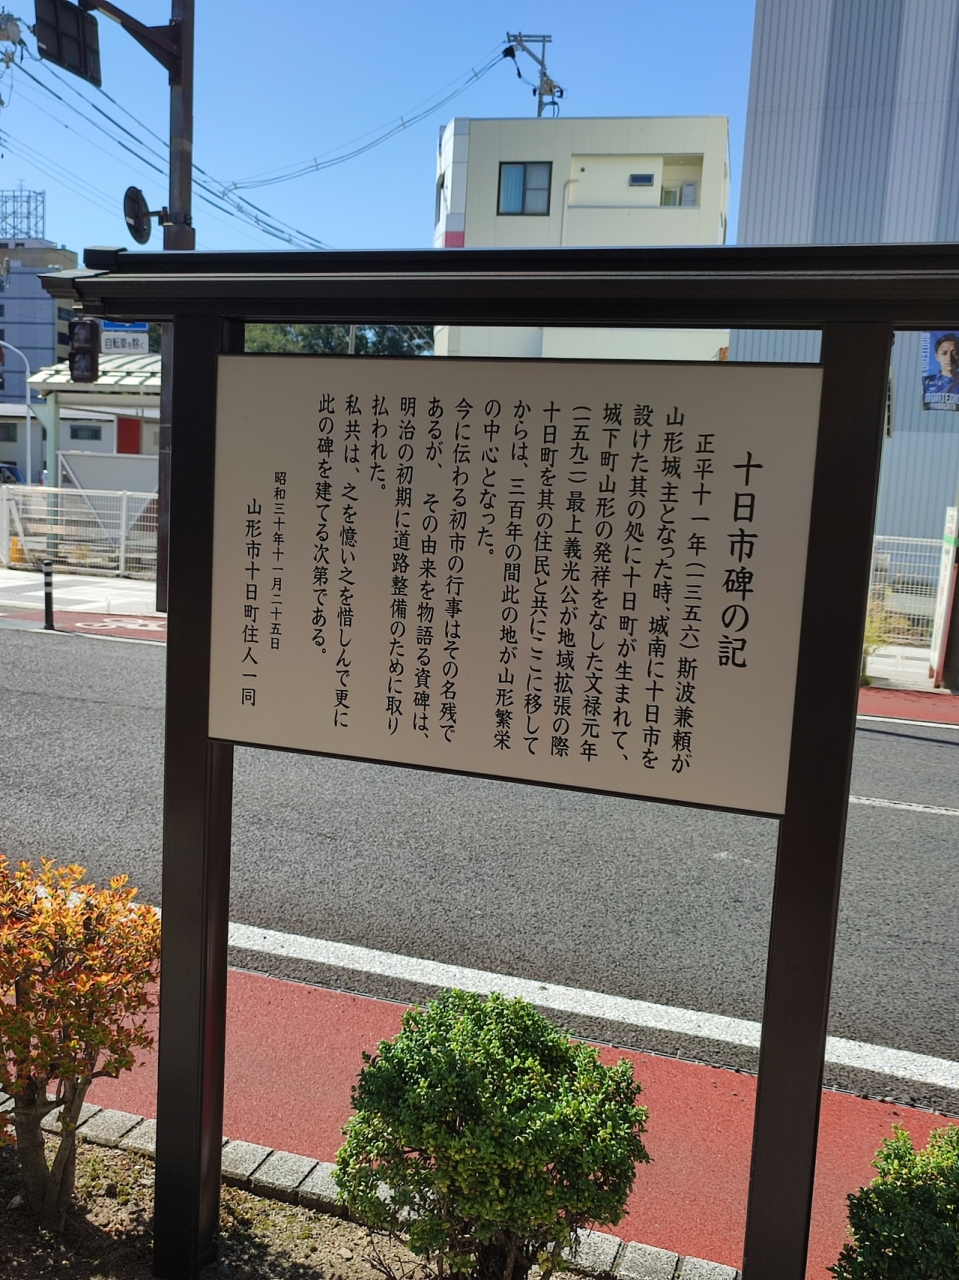 十日市碑の記
正平十一年(一三五六)斯波兼頼が
山形城主となった時、城南に十日市を
設けた其の処に十日町が生まれて、
城下町山形の発祥をなした文禄元年
(一五九二)最上義光公が地域拡張の際
十日町を其の住民と共にここに移して
からは、三百年の間此の地が山形繁栄
の中心となった。
今に伝わる初市の行事はその名残で
あるが、その由来を物語る資碑は、
明治の初期に道路整備のために取り
払われた。
私共は、之を憶い之を惜しんで更に
此の碑を建てる次第である。
昭和三十年十一月二十五日
山形市十日町住人一同
自転車を除く